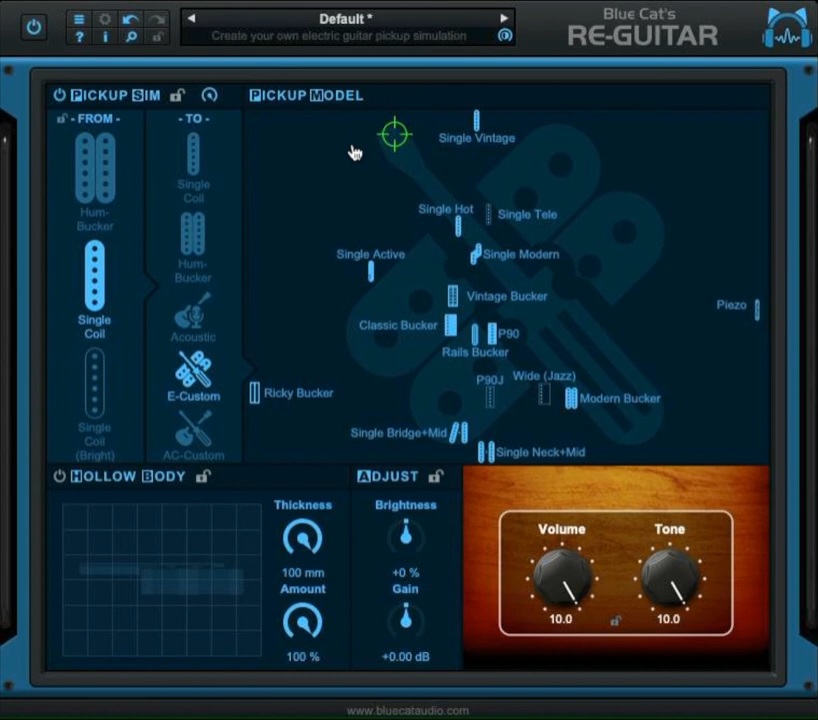 Default *
Create your own electric guitar pickup simulation
Blue Cat's
RE-GUITAR
PICKUP SIM
PICKUP MODEL
- FROM -
- TO -
Hum-
Bucker
Single
Coil
Single
Coil
(Bright)
Single
Coil
Hum-
Bucker
Acoustic
E-Custom
AC-Custom
Single Vintage
Single Hot
Single Tele
Single Active
Single Modern
Vintage Bucker
Piezo
Classic Bucker
P90
Rails Bucker
P90J
Wide (Jazz)
Ricky Bucker
Modern Bucker
Single Bridge+Mid
Single Neck+Mid
HOLLOW BODY
Thickness
100 mm
Amount
100 %
ADJUST
Brightness
+0 %
Gain
+0.00 dB
Volume
Tone
10.0
10.0
www.bluecataudio.com